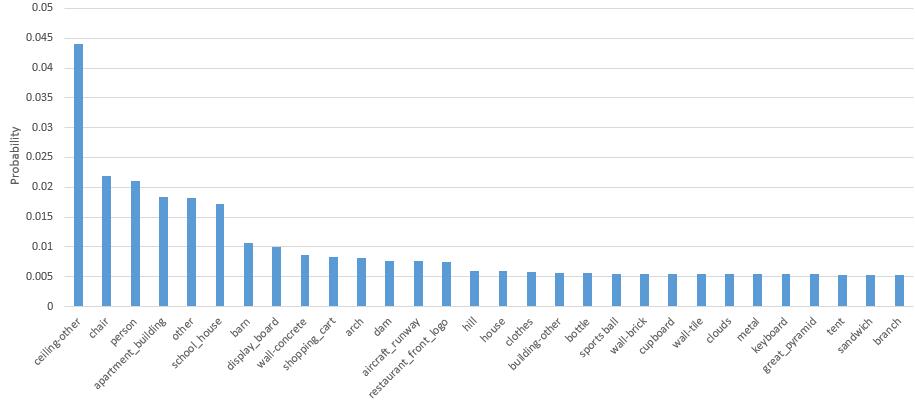 0.05
0.045
0.04
0.035
0.03
0.025
0.02
0.015
0.01
0.005
0
Probability
ceiling-other
chair
person
apartment_building
other
school_house
barn
display_board
wall-concrete
shopping_cart
arch
dam
aircraft_runway
restaurant_front_logo
hill
house
clothes
building-other
bottle
sports ball
wall-brick
cupboard
wall-tile
clouds
metal
keyboard
great_pyramid
tent
sandwich
branch